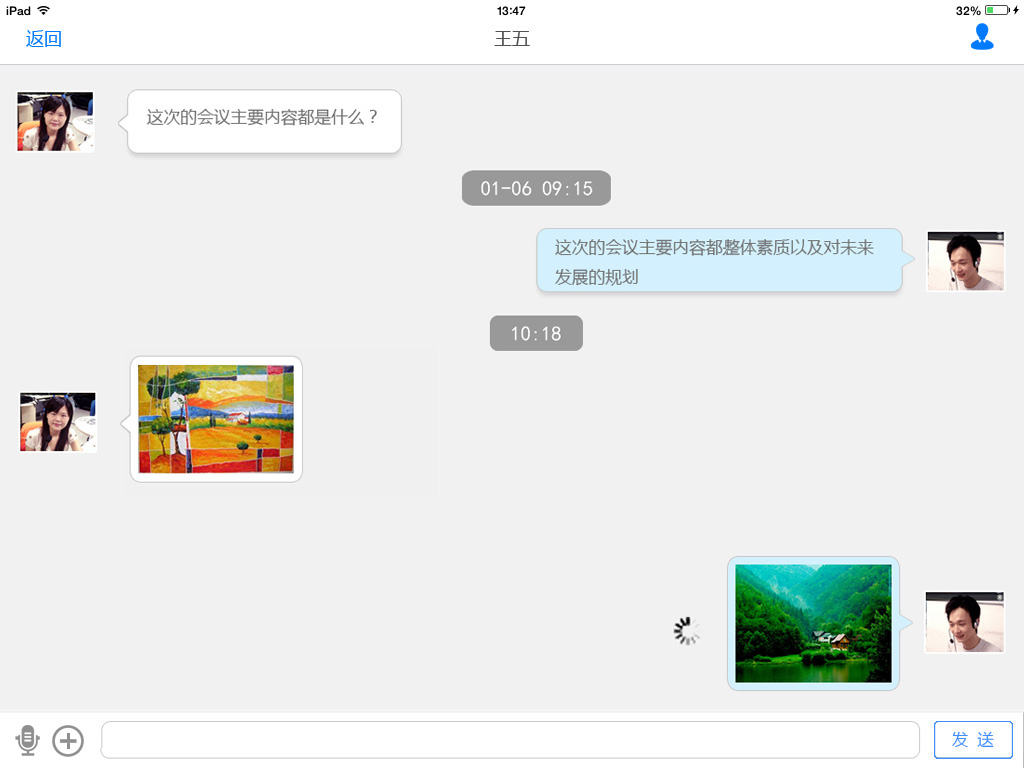 iPad 13:47 32%
返回 王五
这次的会议主要内容都是什么？
01-06 09:15
这次的会议主要内容都整体素质以及对未来
发展的规划
10:18
发 送